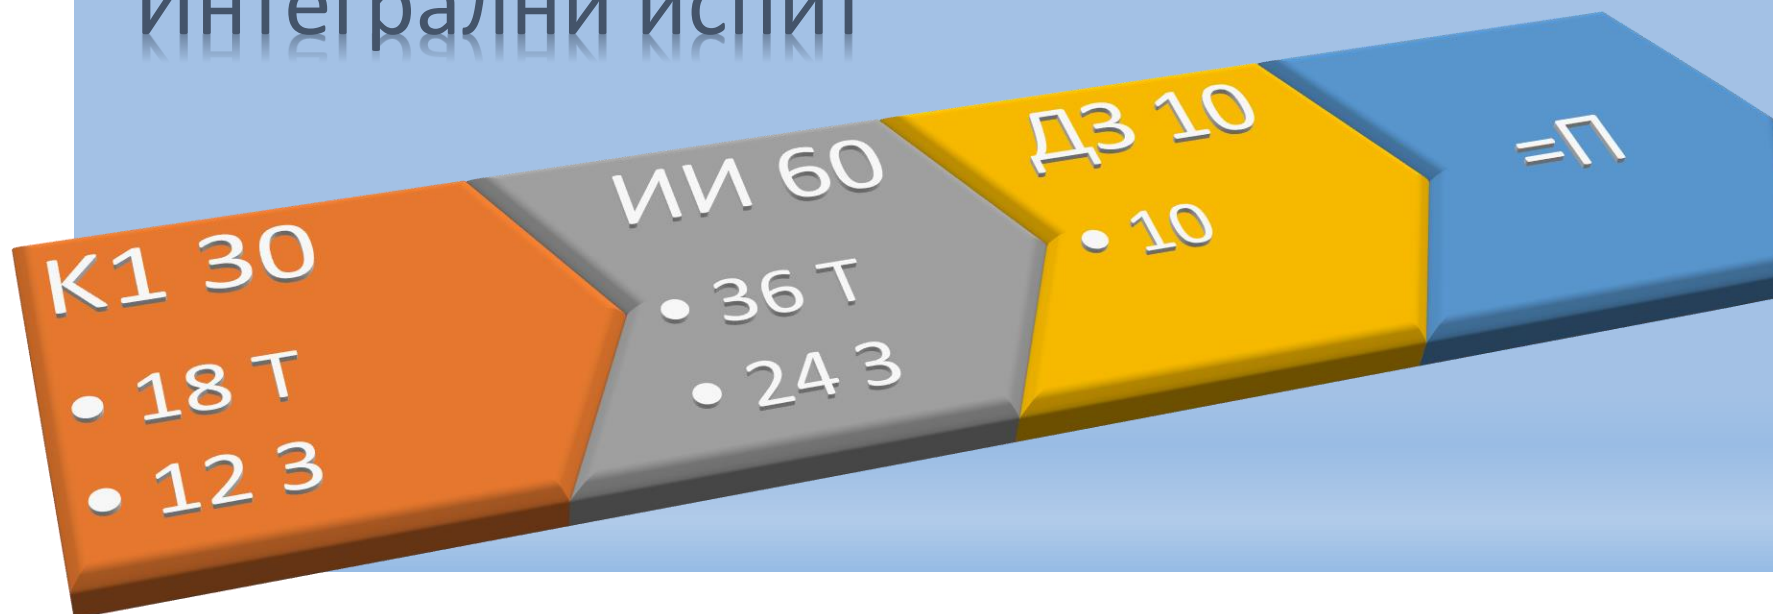 Интегрални испит
К1 30
• 18 Т
• 12 З
ИИ 60
• 36 Т
• 24 З
ДЗ 10
• 10
=П